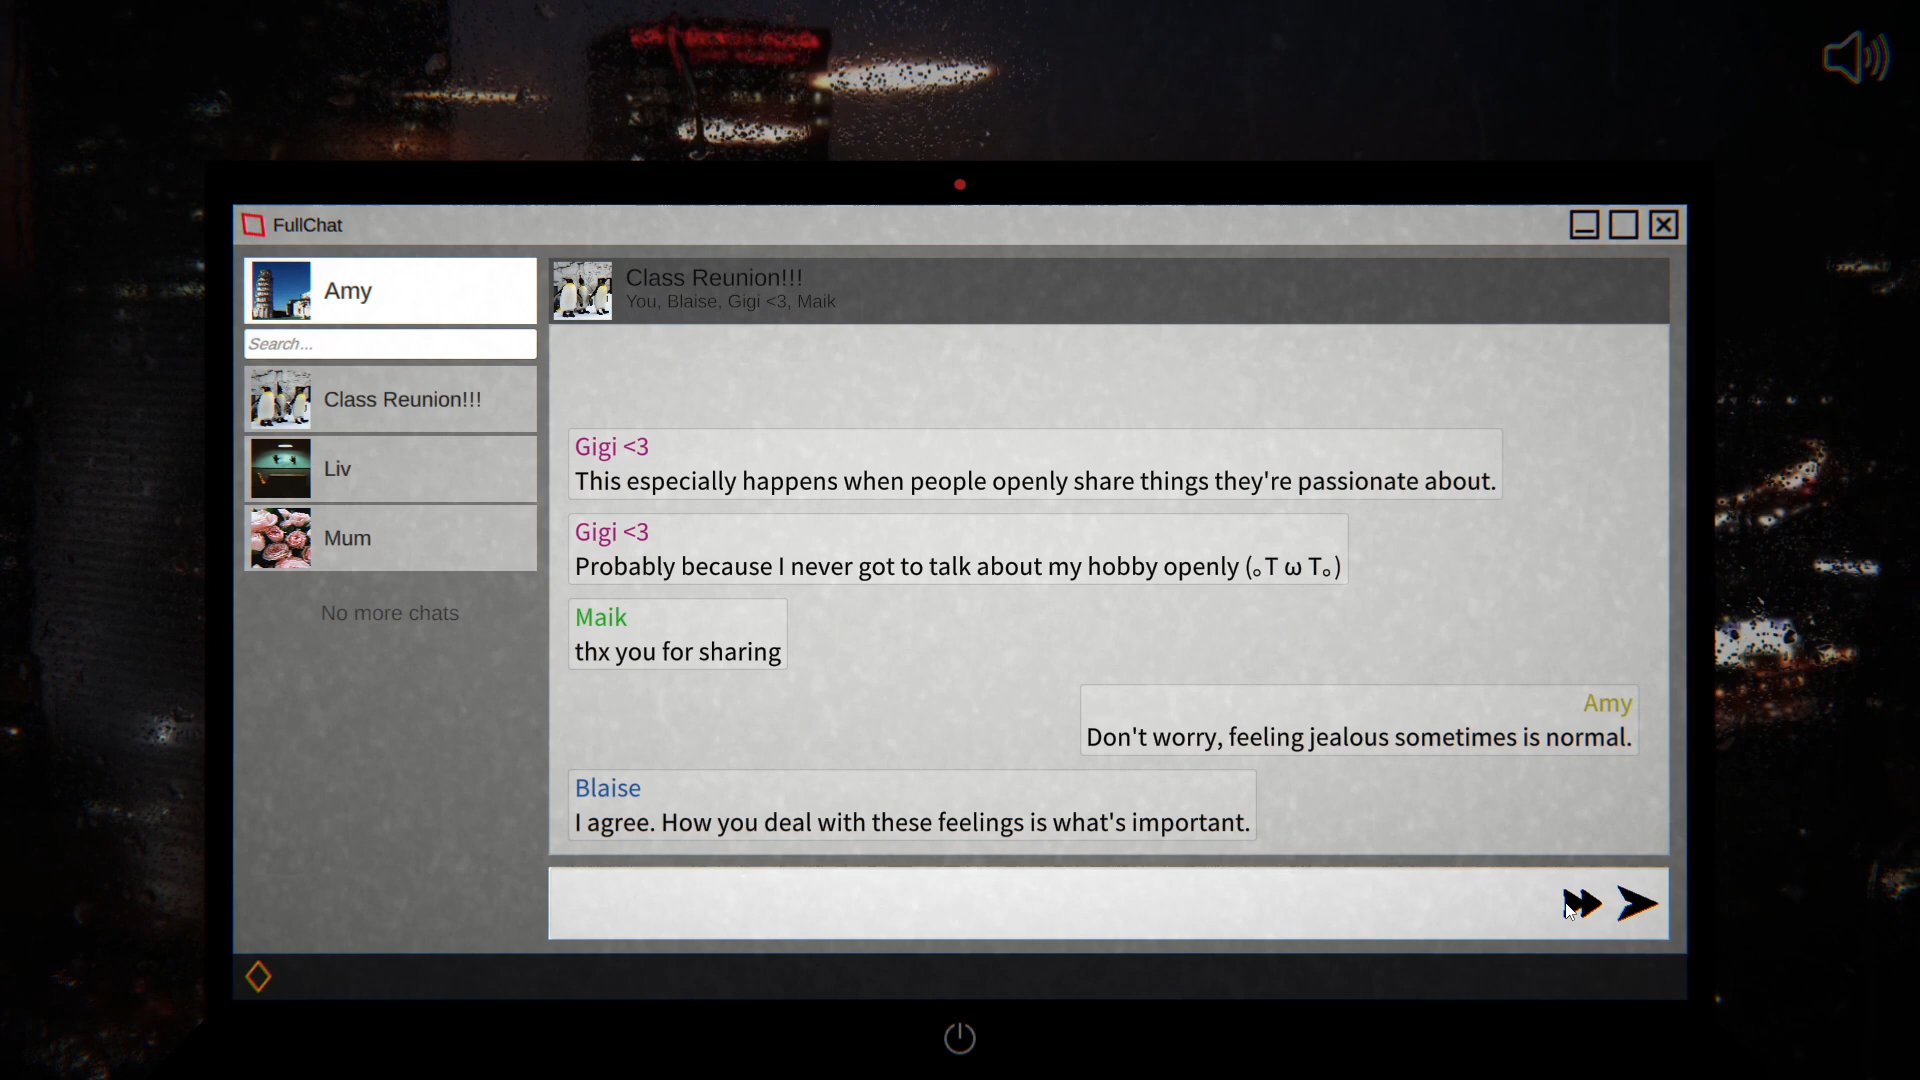 FullChat
Amy
Search...
Class Reunion!!!
Liv
Mum
No more chats
Class Reunion!!!
You, Blaise, Gigi <3, Maik
Gigi <3
This especially happens when people openly share things they're passionate about.
Gigi <3
Probably because I never got to talk about my hobby openly (｡T ω T｡)
Maik
thx you for sharing
Amy
Don't worry, feeling jealous sometimes is normal.
Blaise
I agree. How you deal with these feelings is what's important.